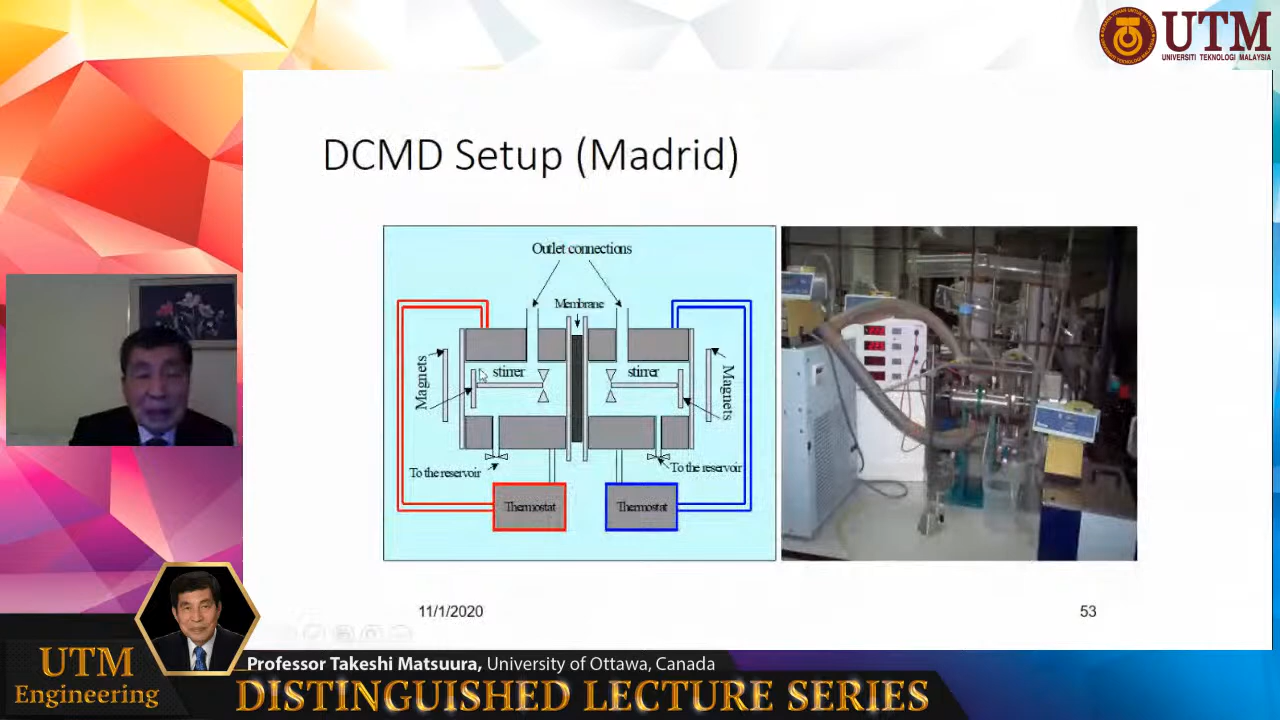 UTM
UNIVERSITI TEKNOLOGI MALAYSIA
DCMD Setup (Madrid)
Outlet connections
Membrane
Magnets
stirrer
stirrer
Magnets
To the reservoir
To the reservoir
Thermostat
Thermostat
11/1/2020
53
UTM
Engineering
Professor Takeshi Matsuura, University of Ottawa, Canada
DISTINGUISHED LECTURE SERIES